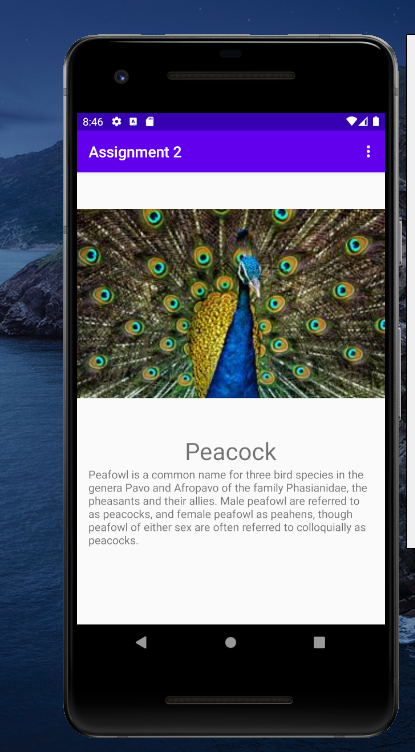 8:46
Assignment 2
Peacock
Peafowl is a common name for three bird species in the
genera Pavo and Afropavo of the family Phasianidae, the
pheasants and their allies. Male peafowl are referred to
as peacocks, and female peafowl as peahens, though
peafowl of either sex are often referred to colloquially as
peacocks.